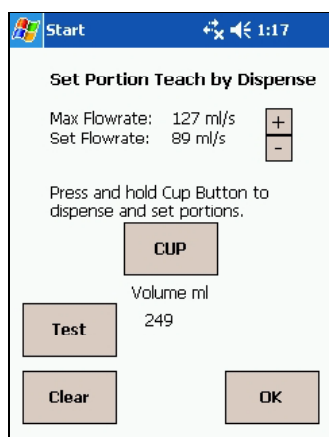 Start 1:17
Set Portion Teach by Dispense
Max Flowrate: 127 ml/s +
Set Flowrate: 89 ml/s -
Press and hold Cup Button to
dispense and set portions.
CUP
Volume ml
Test 249
Clear OK